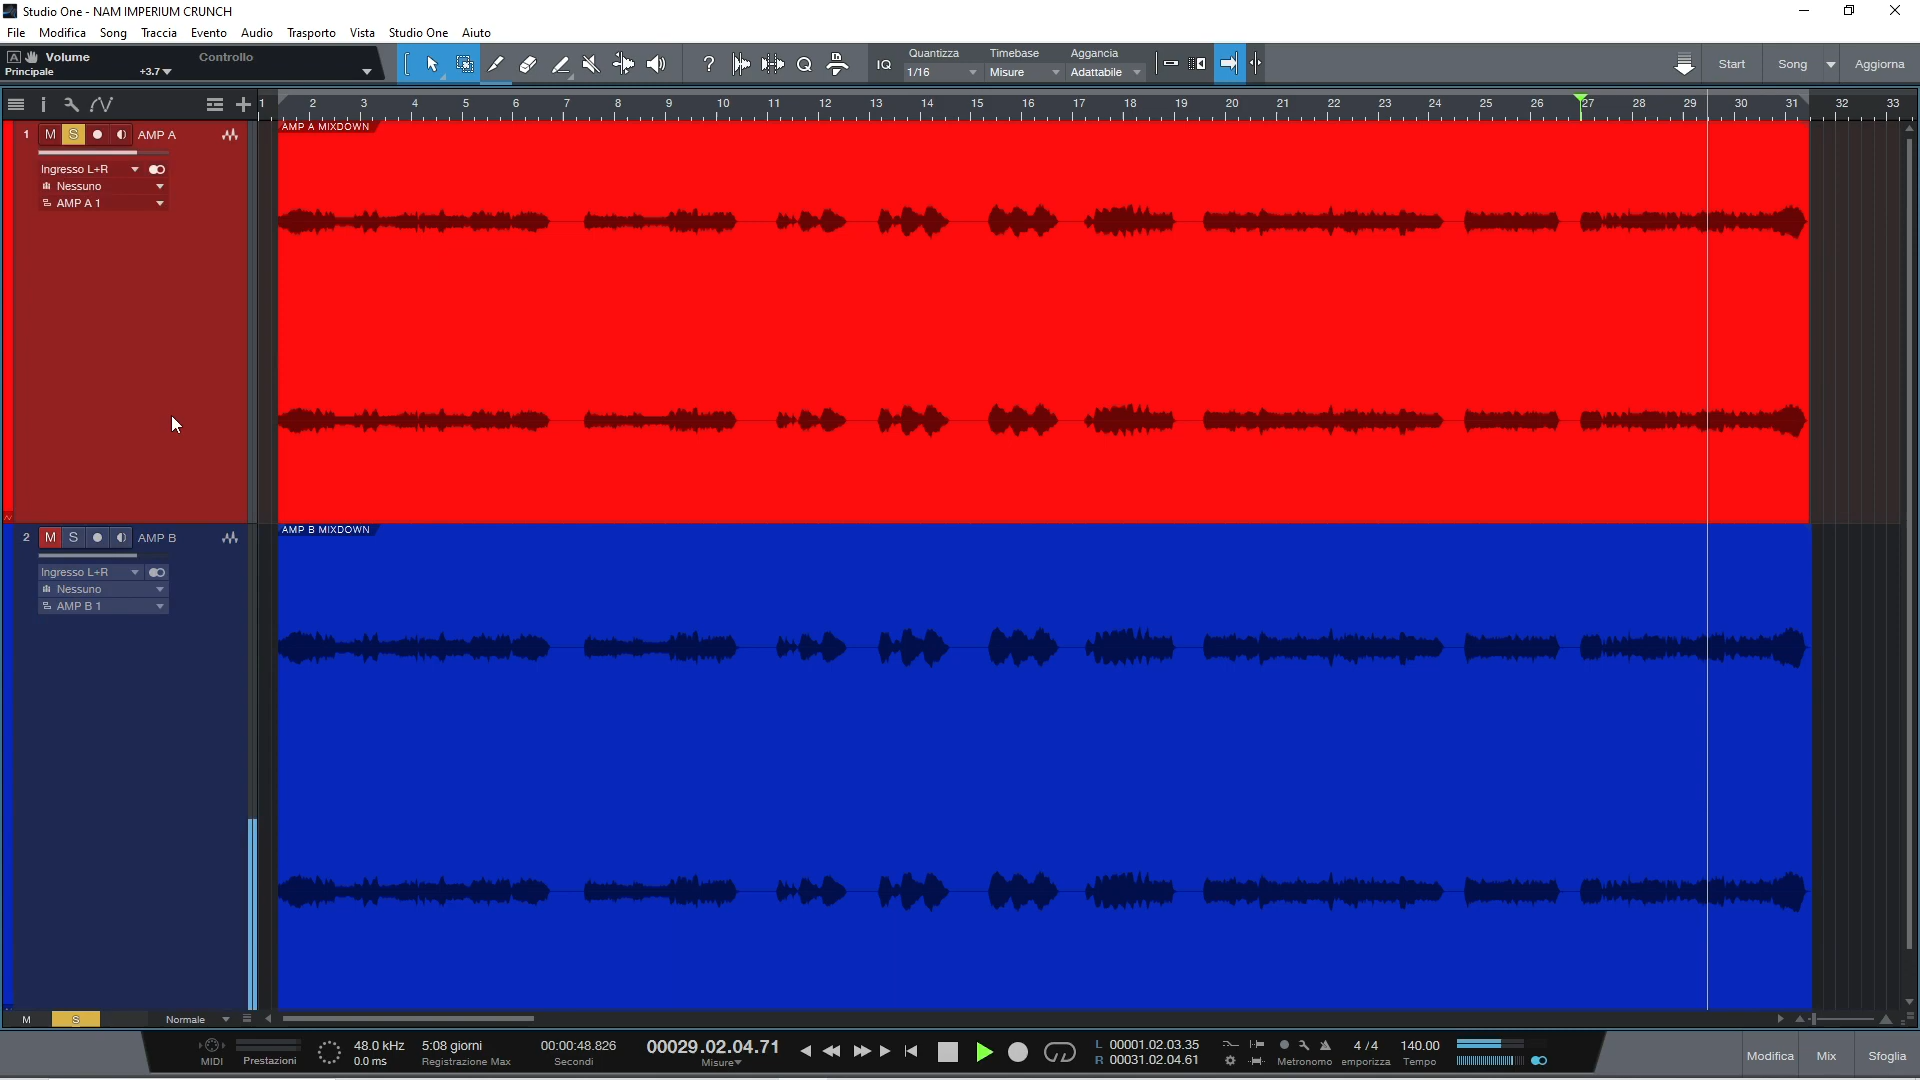 Studio One - NAM IMPERIUM CRUNCH
File Modifica Song Traccia Evento Audio Trasporto Vista Studio One Aiuto
A Volume Controllo
Principale +3.7
? IQ Quantizza Timebase Aggancia
1/16 Misure Adattabile
Start Song Aggiorna
1 2 3 4 5 6 7 8 9 10 11 12 13 14 15 16 17 18 19 20 21 22 23 24 25 26 27 28 29 30 31 32 33
1 M S AMP A
Ingresso L+R
Nessuno
AMP A 1
AMP A MIXDOWN
2 M S AMP B
Ingresso L+R
Nessuno
AMP B 1
AMP B MIXDOWN
M S Normale
MIDI
Prestazioni
48.0 kHz
0.0 ms
5:08 giorni
Registrazione Max
00:00:48.826
Secondi
00029.02.04.71
Misure
L 00001.02.03.35
R 00031.02.04.61
Metronomo
4 / 4
emporizza
140.00
Tempo
Modifica Mix Sfoglia